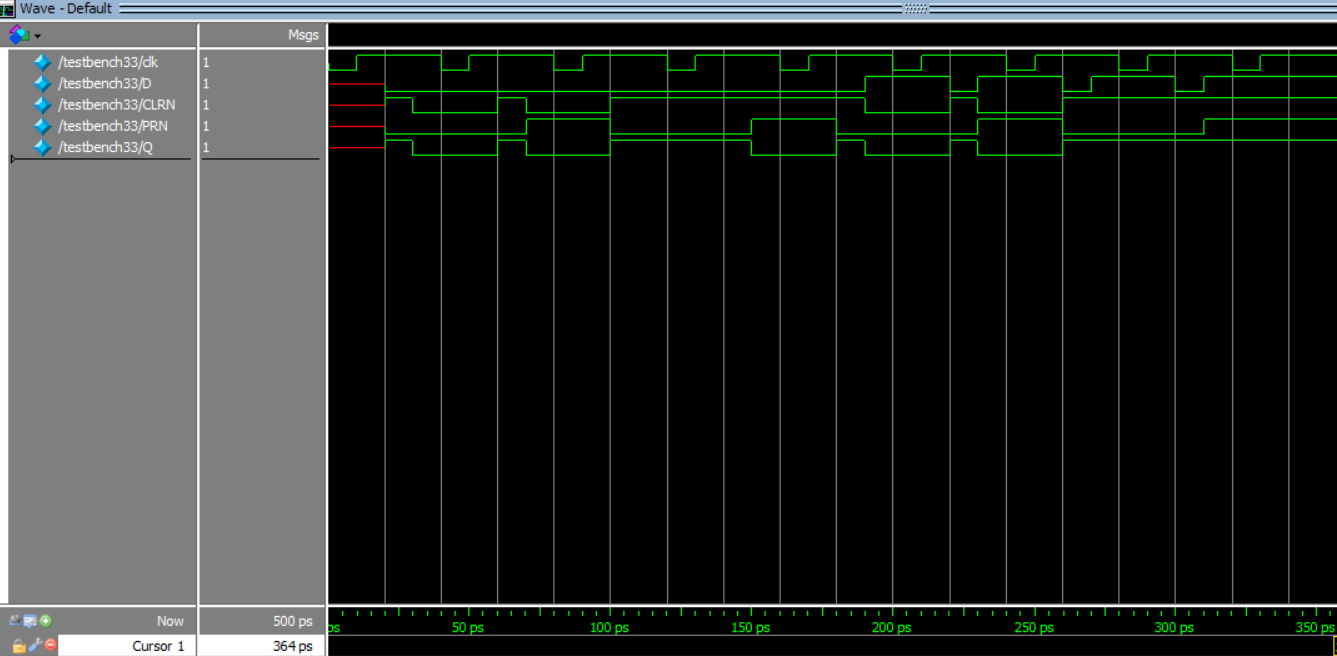 Wave - Default
Msgs
/testbench33/clk 1
/testbench33/D 1
/testbench33/CLRN 1
/testbench33/PRN 1
/testbench33/Q 1
Now 500 ps
ps 50 ps 100 ps 150 ps 200 ps 250 ps 300 ps 350 ps
Cursor 1 364 ps